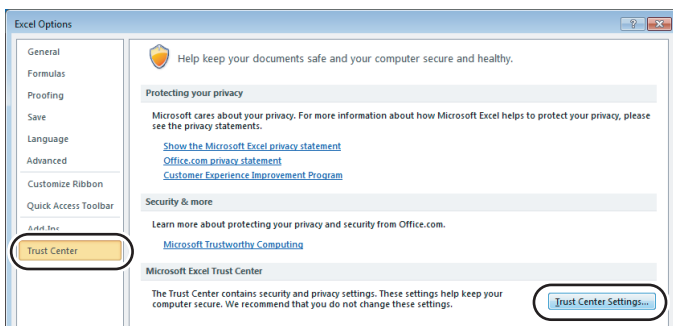 Excel Options
General
Formulas
Proofing
Save
Language
Advanced
Customize Ribbon
Quick Access Toolbar
Add-Ins
Trust Center
Help keep your documents safe and your computer secure and healthy.
Protecting your privacy
Microsoft cares about your privacy. For more information about how Microsoft Excel helps to protect your privacy, please
see the privacy statements.
Show the Microsoft Excel privacy statement
Office.com privacy statement
Customer Experience Improvement Program
Security & more
Learn more about protecting your privacy and security from Office.com.
Microsoft Trustworthy Computing
Microsoft Excel Trust Center
The Trust Center contains security and privacy settings. These settings help keep your
computer secure. We recommend that you do not change these settings.
Trust Center Settings...